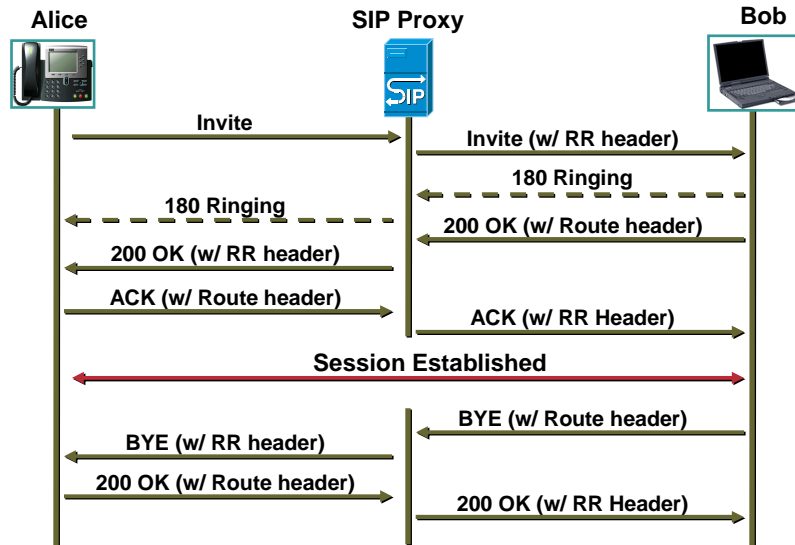 Alice
SIP Proxy
Bob
SIP
Invite
Invite (w/ RR header)
180 Ringing
180 Ringing
200 OK (w/ Route header)
200 OK (w/ RR header)
ACK (w/ Route header)
ACK (w/ RR Header)
Session Established
BYE (w/ Route header)
BYE (w/ RR header)
200 OK (w/ Route header)
200 OK (w/ RR Header)